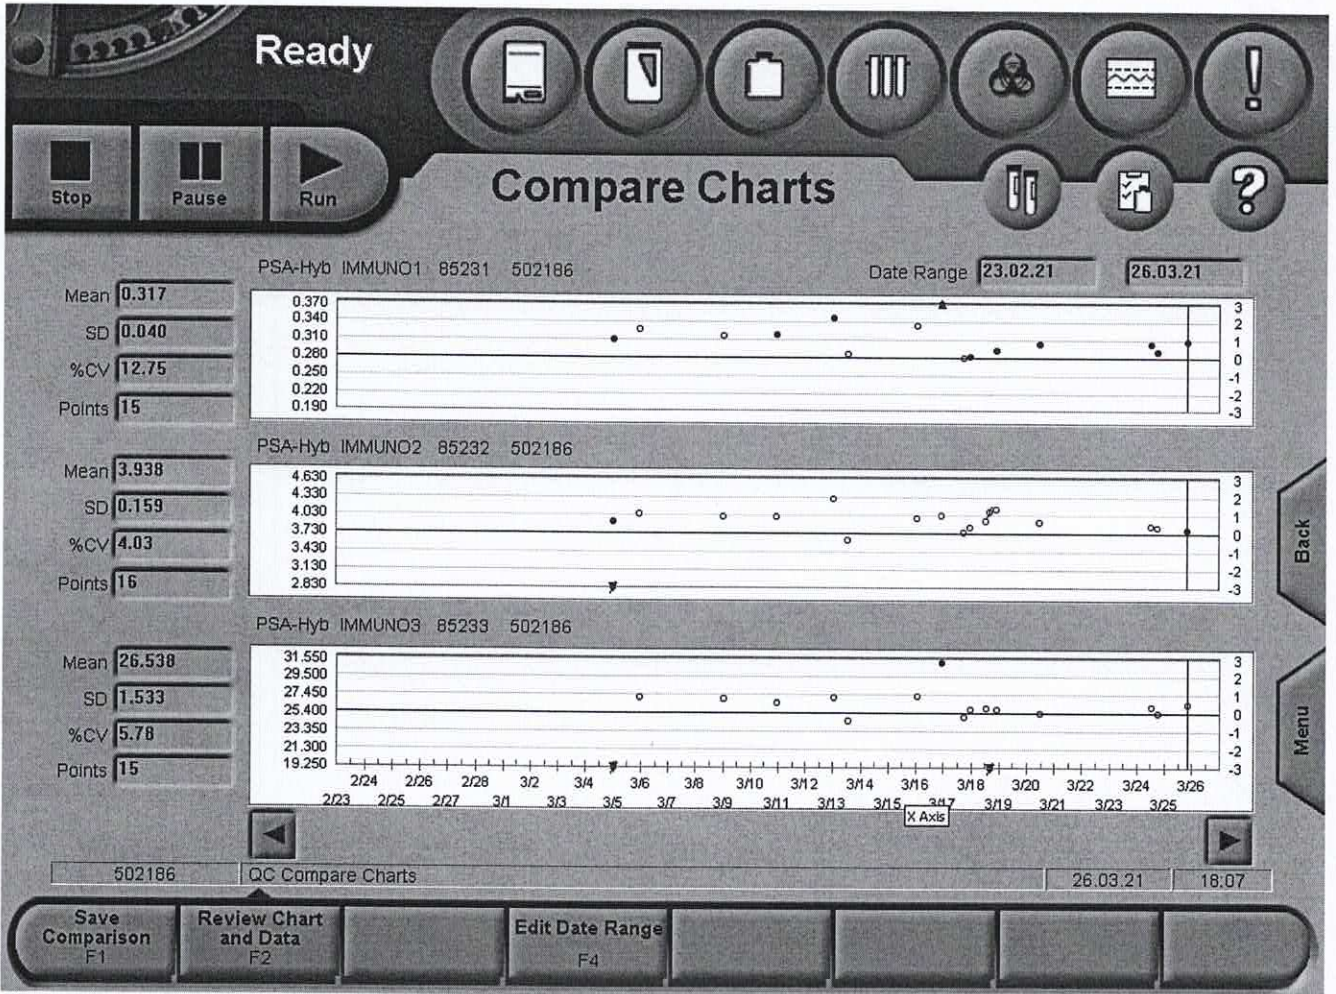 Ready
Stop
Pause
Run
Compare Charts
PSA-Hyb IMMUNO1 85231 502186
Date Range 23.02.21 26.03.21
Mean 0.317
SD 0.040
%CV 12.75
Points 15
0.370
0.340
0.310
0.280
0.250
0.220
0.190
3
2
1
0
-1
-2
-3
PSA-Hyb IMMUNO2 85232 502186
Mean 3.938
SD 0.159
%CV 4.03
Points 16
4.630
4.330
4.030
3.730
3.430
3.130
2.830
3
2
1
0
-1
-2
-3
Back
PSA-Hyb IMMUNO3 85233 502186
Mean 26.538
SD 1.533
%CV 5.78
Points 15
31.550
29.500
27.450
25.400
23.350
21.300
19.250
3
2
1
0
-1
-2
-3
Menu
2/24 2/26 2/28 3/2 3/4 3/6 3/8 3/10 3/12 3/14 3/16 3/18 3/20 3/22 3/24 3/26
2/23 2/25 2/27 3/1 3/3 3/5 3/7 3/9 3/11 3/13 3/15 3/17 3/19 3/21 3/23 3/25
X Axis
502186 QC Compare Charts 26.03.21 18:07
Save
Comparison
F1
Review Chart
and Data
F2
Edit Date Range
F4